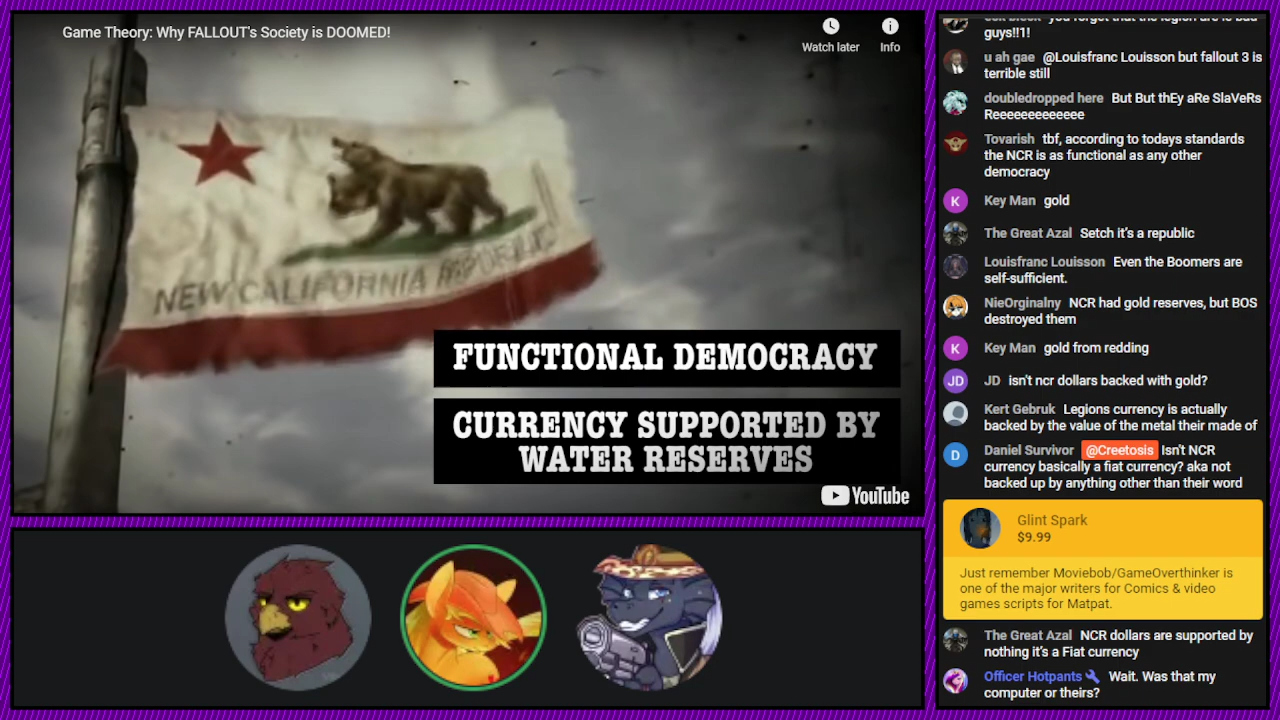 Game Theory: Why FALLOUT's Society is DOOMED!
Watch later
Info
NEW CALIFORNIA REPUBLIC
FUNCTIONAL DEMOCRACY
CURRENCY SUPPORTED BY
WATER RESERVES
YouTube
you forget that the legion are is bad
guys!!1!
u ah gae @Louisfranc Louisson but fallout 3 is
terrible still
doubledropped here But But thEy aRe SlaVeRs
Reeeeeeeeeeeee
Tovarish tbf, according to todays standards
the NCR is as functional as any other
democracy
K
Key Man gold
The Great Azal Setch it's a republic
Louisfranc Louisson Even the Boomers are
self-sufficient.
NieOrginalny NCR had gold reserves, but BOS
destroyed them
K
Key Man gold from redding
JD
JD isn't ncr dollars backed with gold?
Kert Gebruk Legions currency is actually
backed by the value of the metal their made of
D
Daniel Survivor @Creetosis Isn't NCR
currency basically a fiat currency? aka not
backed up by anything other than their word
Glint Spark
$9.99
Just remember Moviebob/GameOverthinker is
one of the major writers for Comics & video
games scripts for Matpat.
The Great Azal NCR dollars are supported by
nothing it's a Fiat currency
Officer Hotpants Wait. Was that my
computer or theirs?